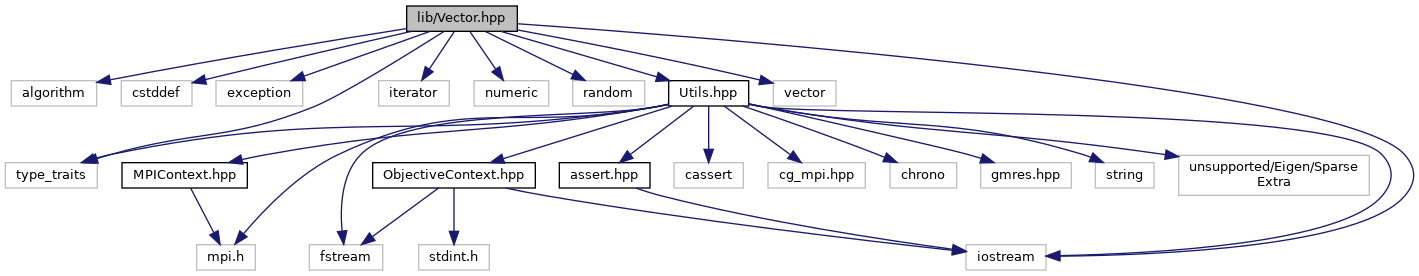 lib/Vector.hpp
algorithm
cstddef
exception
iterator
numeric
random
Utils.hpp
vector
type_traits
MPIContext.hpp
ObjectiveContext.hpp
assert.hpp
cassert
cg_mpi.hpp
chrono
gmres.hpp
string
unsupported/Eigen/Sparse
Extra
mpi.h
fstream
stdint.h
iostream